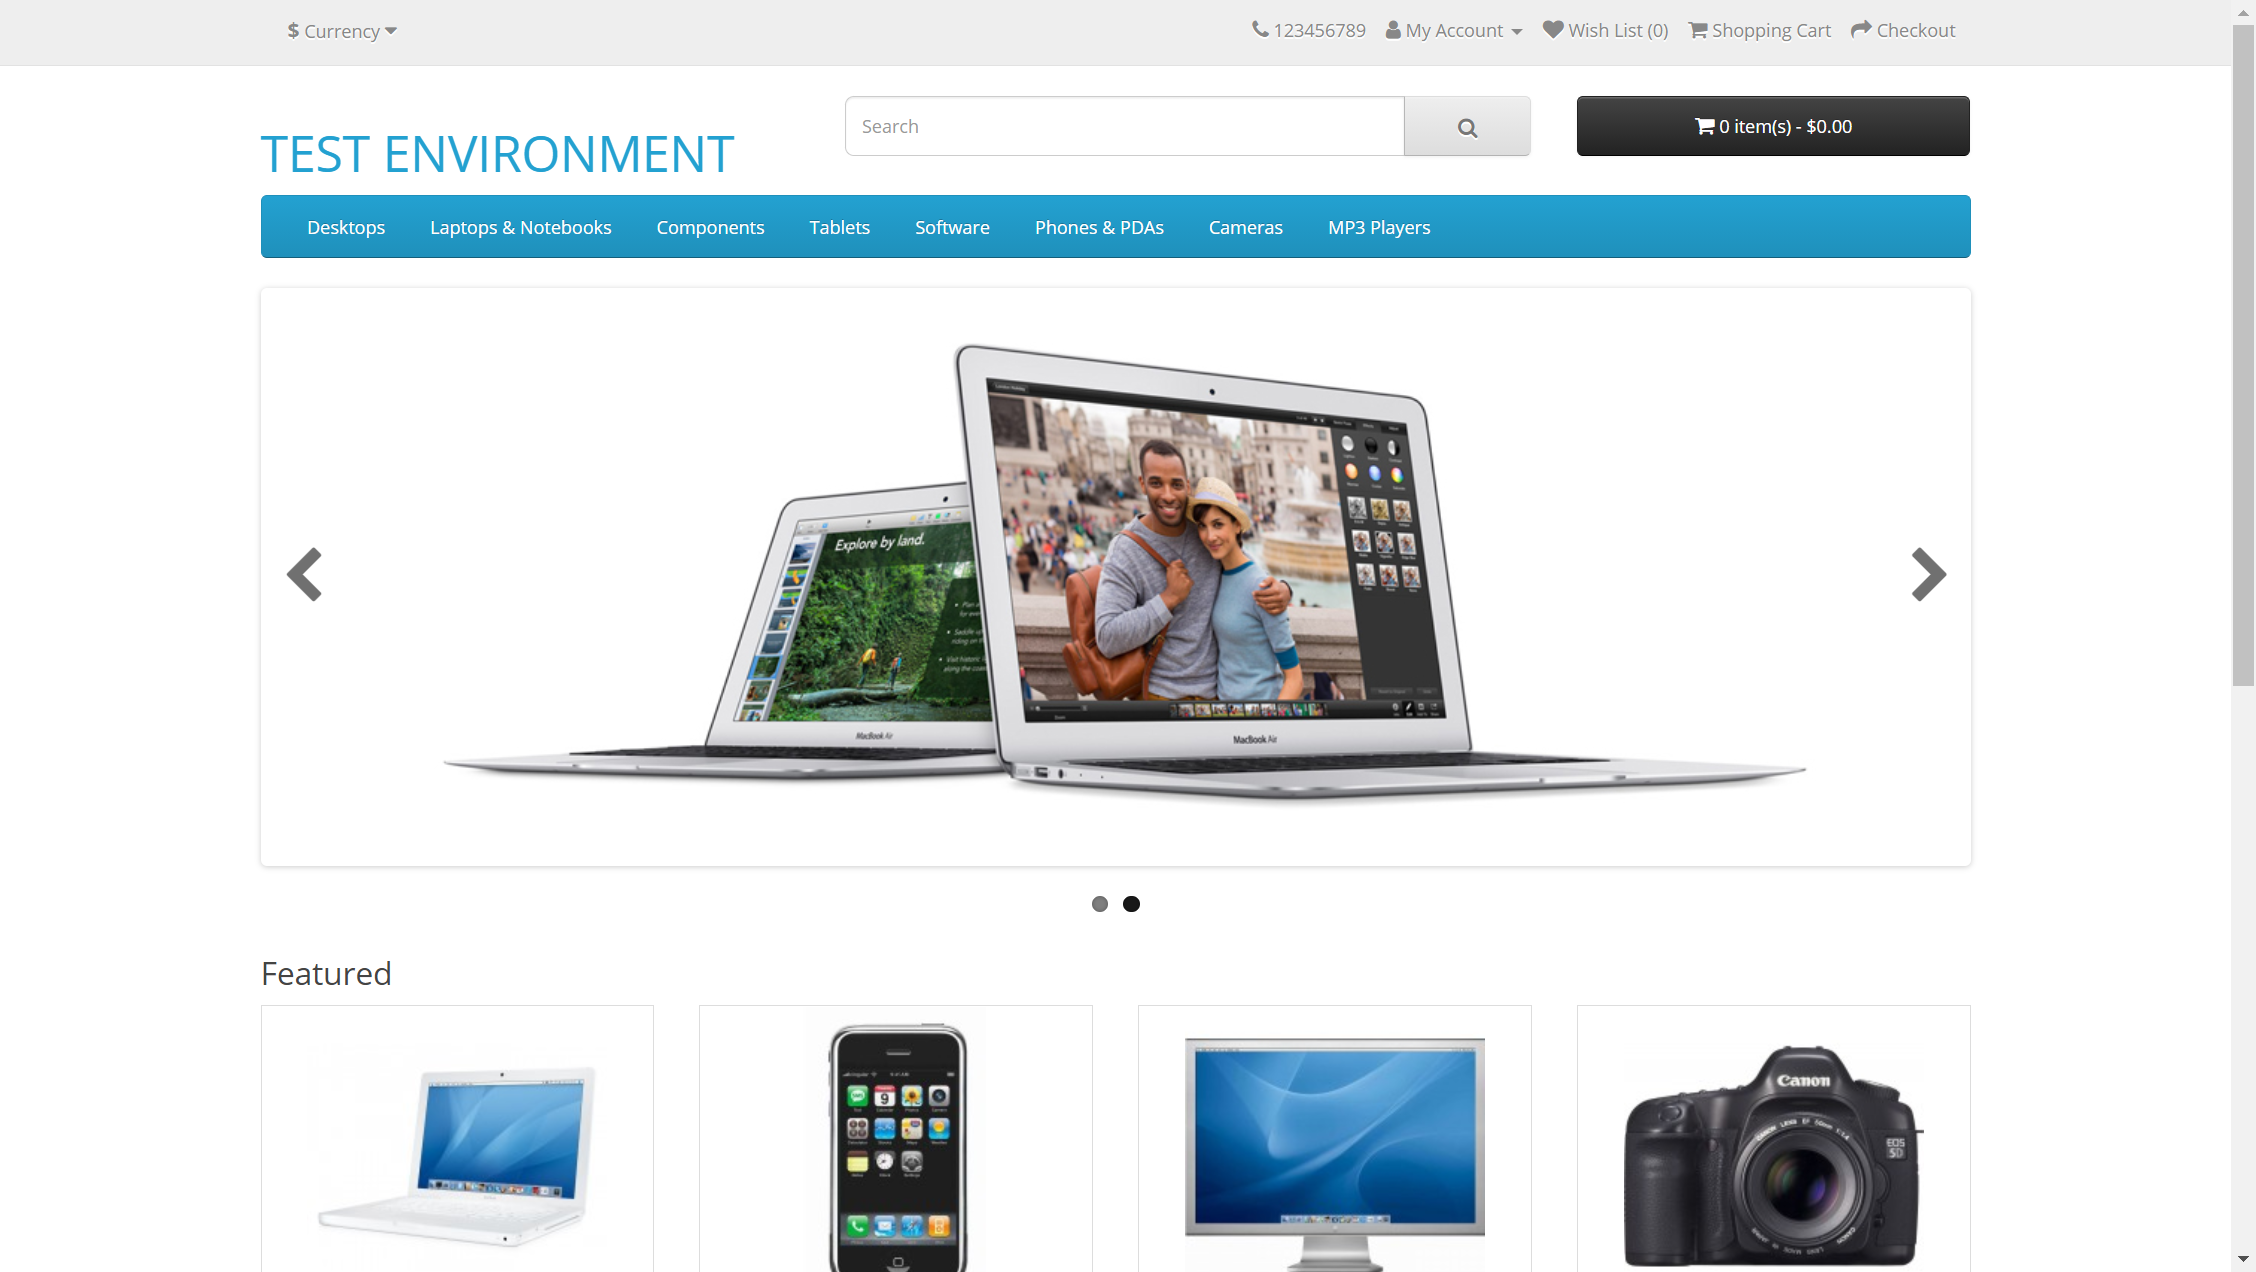 $ Currency
123456789 My Account Wish List (0) Shopping Cart Checkout
TEST ENVIRONMENT
Search
0 item(s) - $0.00
Desktops Laptops & Notebooks Components Tablets Software Phones & PDAs Cameras MP3 Players
Explore by land.
MacBook Air
MacBook Air
Featured
9
Canon
EOS
5D